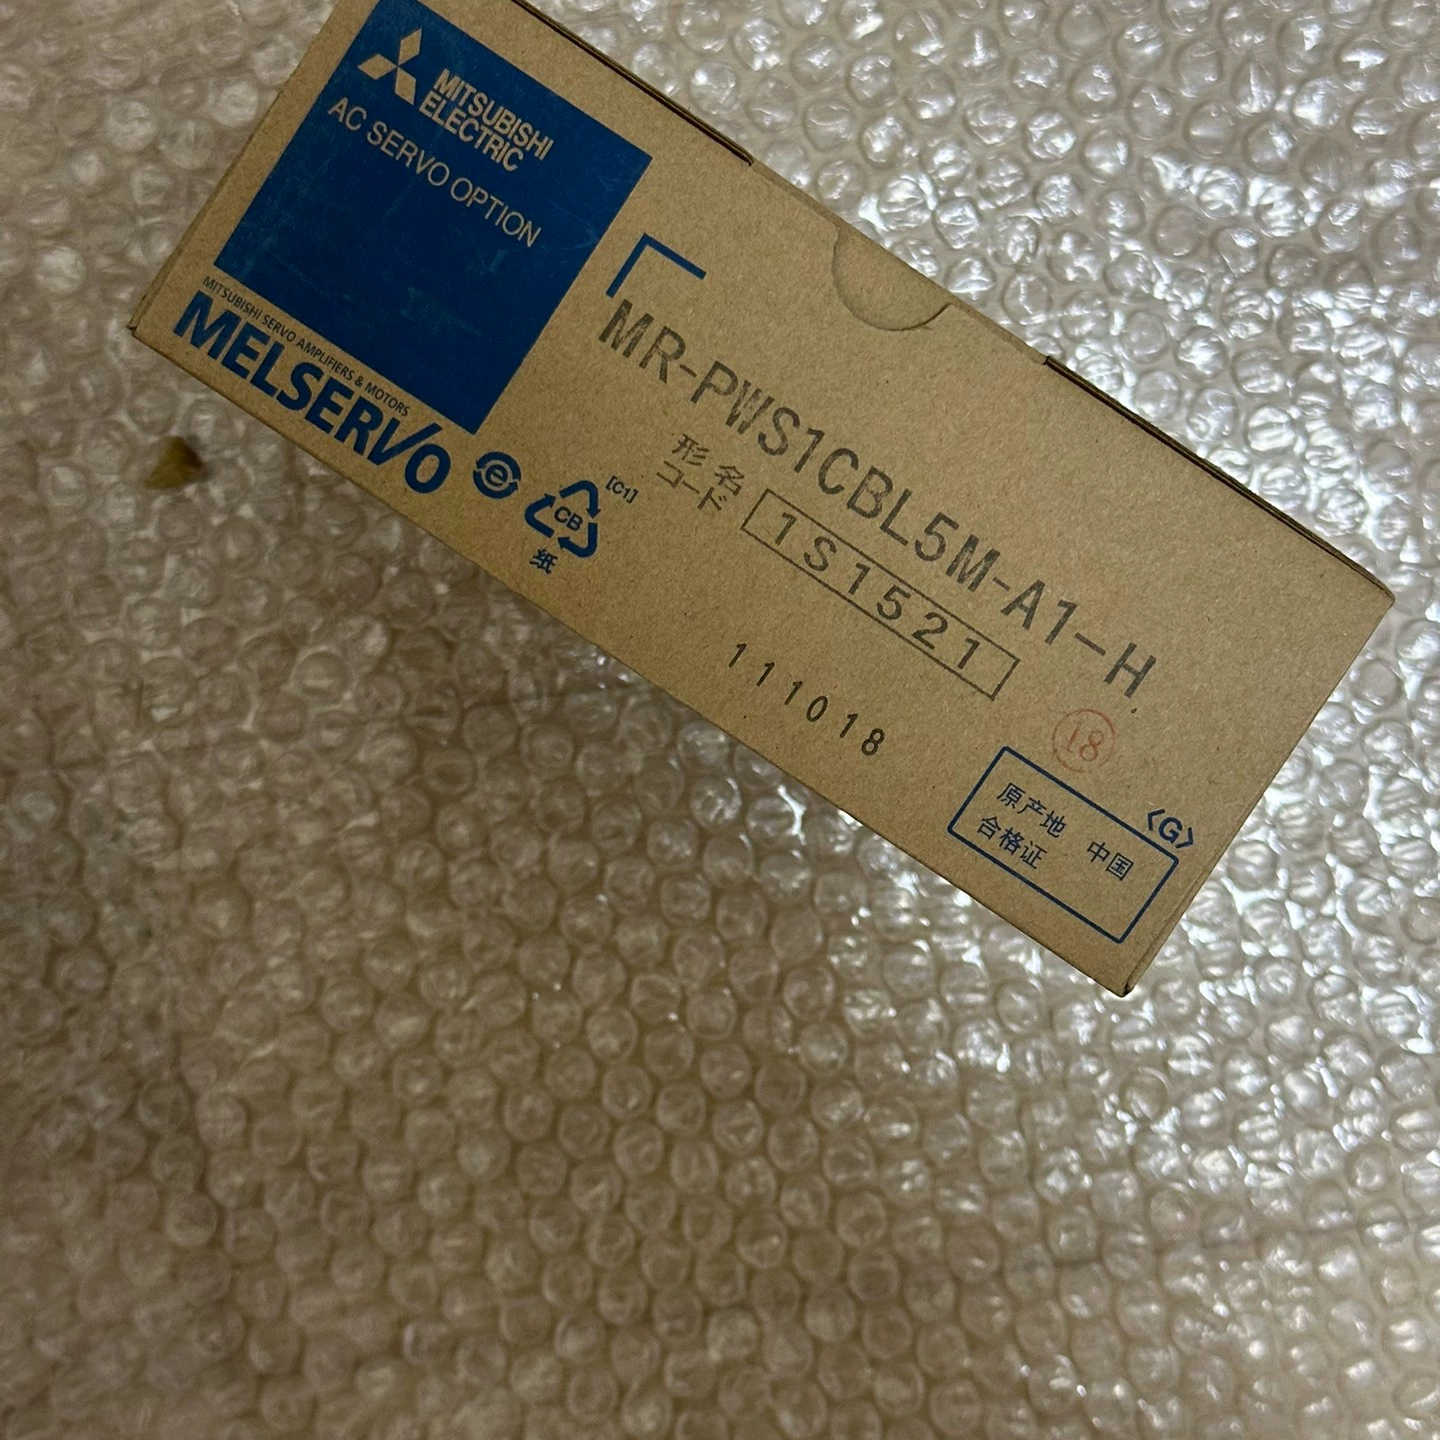 MITSUBISHI
ELECTRIC
AC SERVO OPTION
MITSUBISHI SERVO AMPLIFIERS & MOTORS
MELSERVO
e
CB
[C1]
纸
MR-PWS1CBL5M-A1-H
形名
コード
1S1521
111018
18
<G>
原产地 中国
合格证